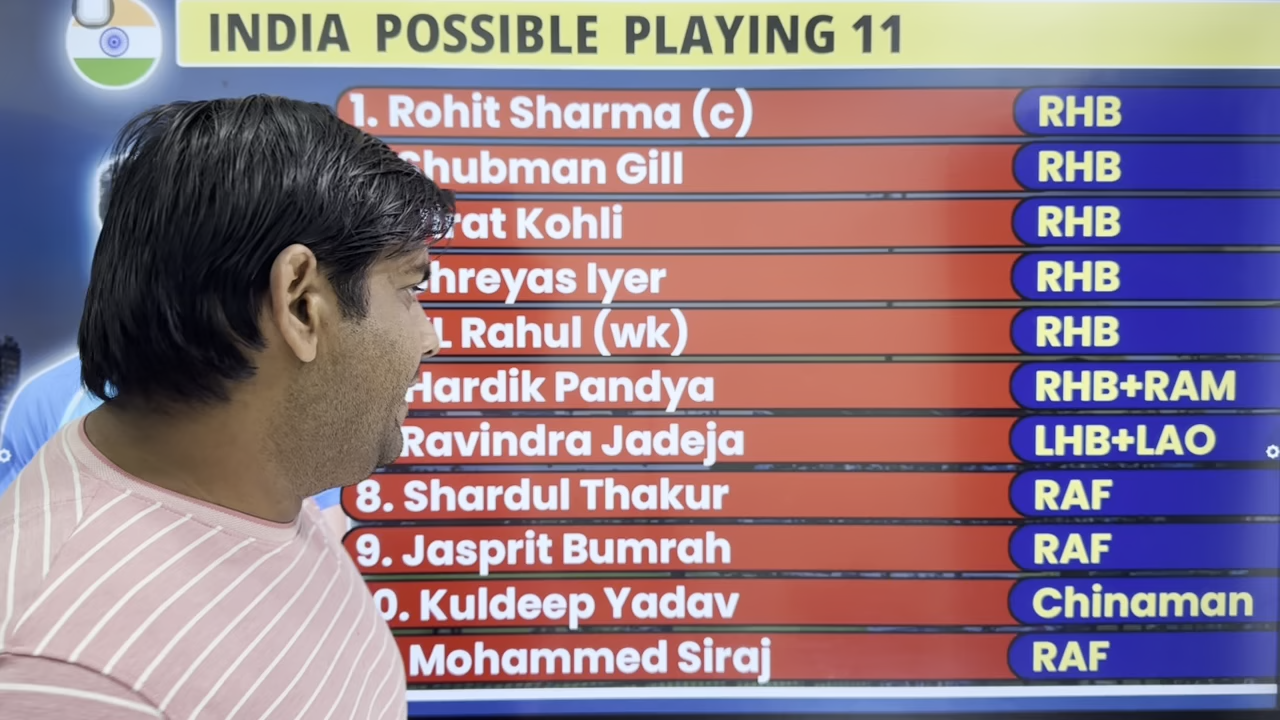 INDIA POSSIBLE PLAYING 11
1. Rohit Sharma (c) RHB
Shubman Gill RHB
rat Kohli RHB
hreyas Iyer RHB
L Rahul (wk) RHB
Hardik Pandya RHB+RAM
Ravindra Jadeja LHB+LAO
8. Shardul Thakur RAF
9. Jasprit Bumrah RAF
0. Kuldeep Yadav Chinaman
Mohammed Siraj RAF